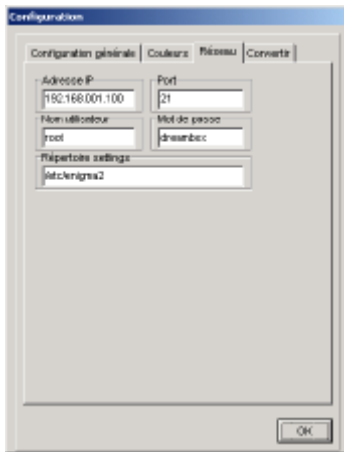 Configuration
Configuration générale Couleurs Réseau Convertir
Adresse IP Port
192.168.001.100 21
Nom utilisateur Mot de passe
root dreambox
Répertoire settings
/etc/enigma2
OK